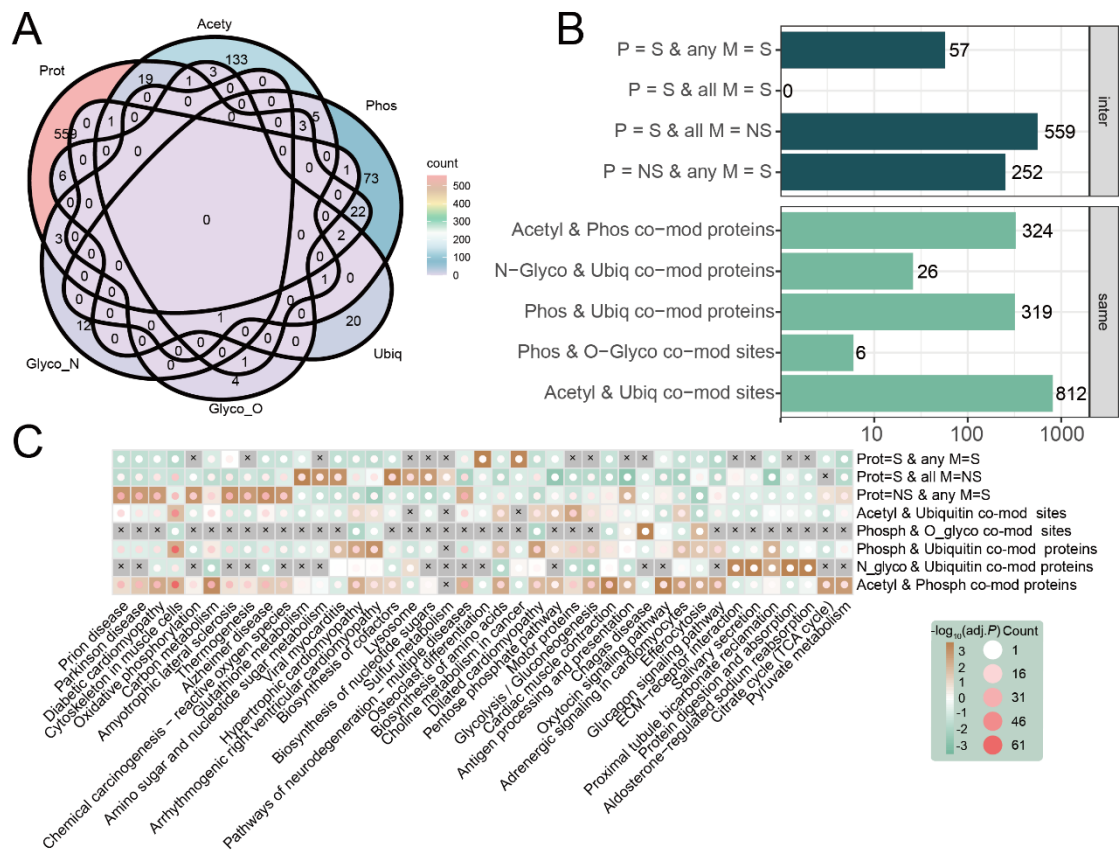 A
Acety
Prot
Phos
Ubiq
Glyco_O
Glyco_N
133
559
73
20
4
12
19
1
3
5
1
22
2
6
3
1
1
1
0
count
500
400
300
200
100
0
B
P = S & any M = S
57
P = S & all M = S
0
P = S & all M = NS
559
P = NS & any M = S
252
inter
Acetyl & Phos co−mod proteins
324
N−Glyco & Ubiq co−mod proteins
26
Phos & Ubiq co−mod proteins
319
Phos & O−Glyco co−mod sites
6
Acetyl & Ubiq co−mod sites
812
same
10
100
1000
C
Prot=S & any M=S
Prot=S & all M=NS
Prot=NS & any M=S
Acetyl & Ubiquitin co-mod sites
Phosph & O_glyco co-mod sites
Phosph & Ubiquitin co-mod proteins
N_glyco & Ubiquitin co-mod proteins
Acetyl & Phosph co-mod proteins
Prion disease
Parkinson disease
Diabetic cardiomyopathy
Cytoskeleton in muscle cells
Oxidative phosphorylation
Carbon metabolism
Amyotrophic lateral sclerosis
Thermogenesis
Alzheimer disease
Chemical carcinogenesis − reactive oxygen species
Glutathione metabolism
Amino sugar and nucleotide sugar metabolism
Viral myocarditis
Hypertrophic cardiomyopathy
Arrhythmogenic right ventricular cardiomyopathy
Biosynthesis of cofactors
Lysosome
Biosynthesis of nucleotide sugars
Sulfur metabolism
Pathways of neurodegeneration − multiple diseases
Osteoclast differentiation
Biosynthesis of amino acids
Choline metabolism in cancer
Dilated cardiomyopathy
Pentose phosphate pathway
Motor proteins
Glycolysis / Gluconeogenesis
Cardiac muscle contraction
Antigen processing and presentation
Chagas disease
Oxytocin signaling pathway
Adrenergic signaling in cardiomyocytes
Efferocytosis
Glucagon signaling pathway
ECM−receptor interaction
Salivary secretion
Proximal tubule bicarbonate reclamation
Protein digestion and absorption
Aldosterone−regulated sodium reabsorption
Citrate cycle (TCA cycle)
Pyruvate metabolism
-log10(adj.P) Count
3
2
1
0
-1
-2
-3
1
16
31
46
61